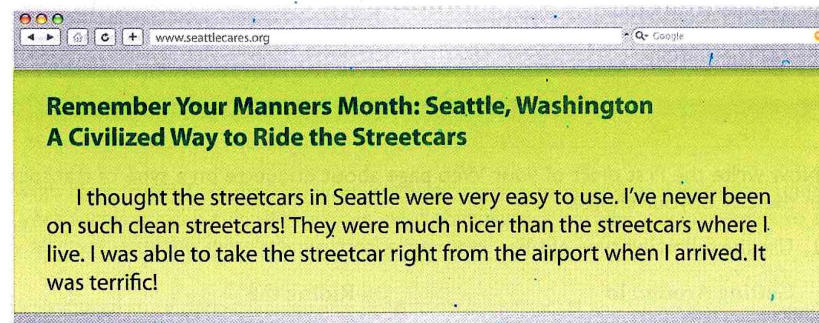 www.seattlecares.org
Google
Remember Your Manners Month: Seattle, Washington
A Civilized Way to Ride the Streetcars
I thought the streetcars in Seattle were very easy to use. I've never been
on such clean streetcars! They were much nicer than the streetcars where I
live. I was able to take the streetcar right from the airport when I arrived. It
was terrific!